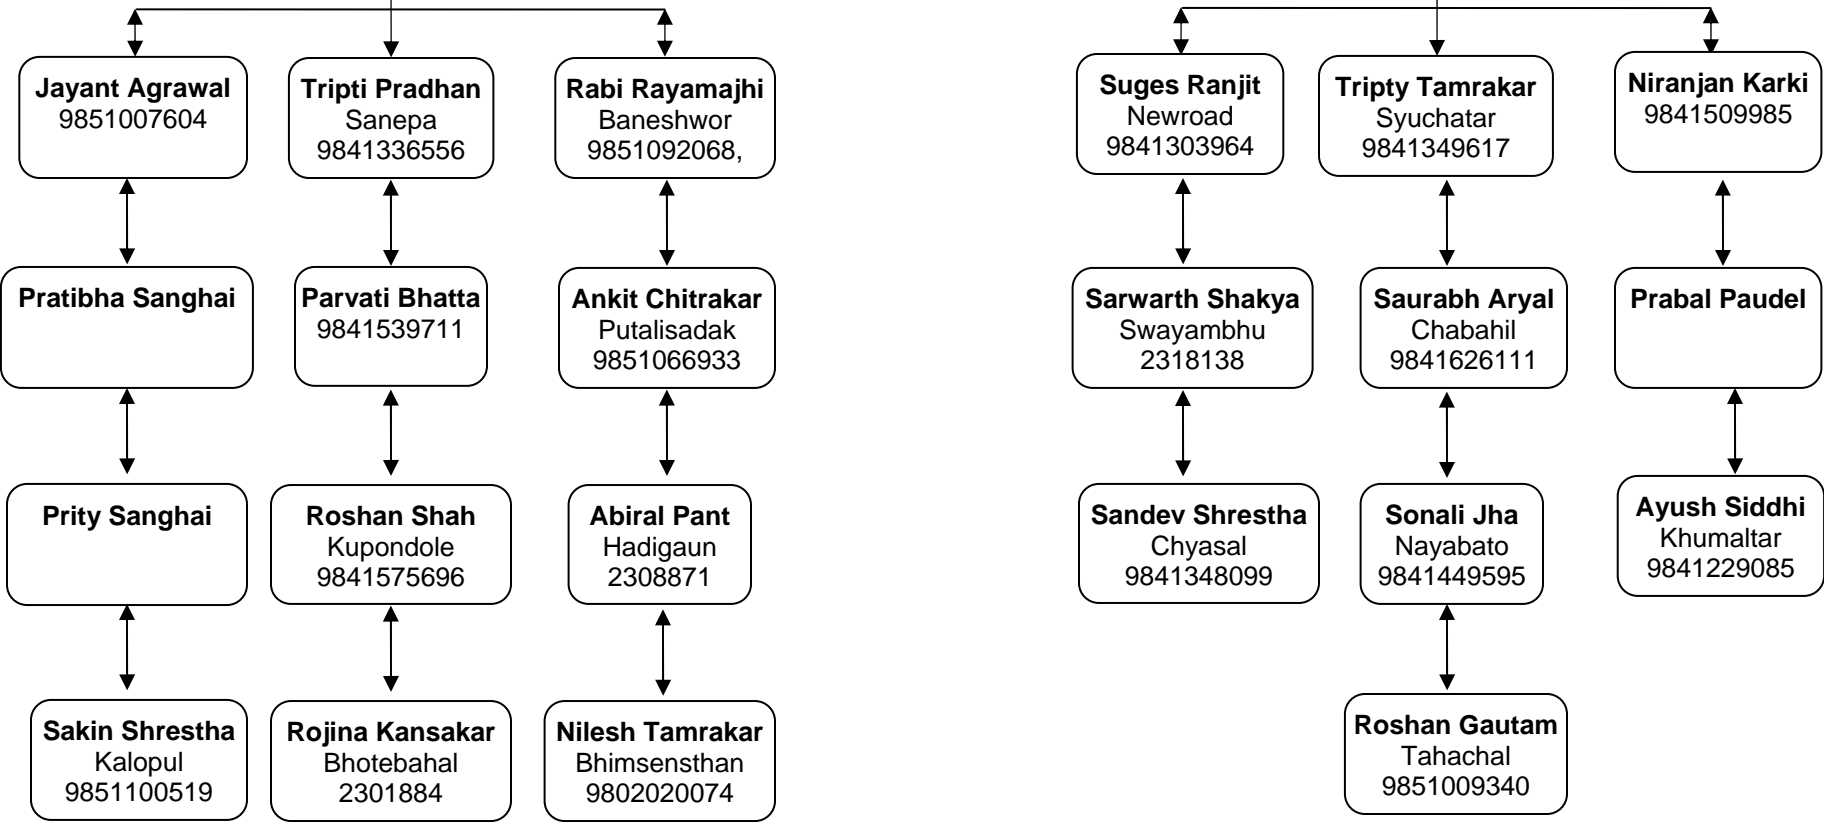 Jayant Agrawal
9851007604
Tripti Pradhan
Sanepa
9841336556
Rabi Rayamajhi
Baneshwor
9851092068,
Suges Ranjit
Newroad
9841303964
Tripty Tamrakar
Syuchatar
9841349617
Niranjan Karki
9841509985
Pratibha Sanghai
Parvati Bhatta
9841539711
Ankit Chitrakar
Putalisadak
9851066933
Sarwarth Shakya
Swayambhu
2318138
Saurabh Aryal
Chabahil
9841626111
Prabal Paudel
Prity Sanghai
Roshan Shah
Kupondole
9841575696
Abiral Pant
Hadigaun
2308871
Sandev Shrestha
Chyasal
9841348099
Sonali Jha
Nayabato
9841449595
Ayush Siddhi
Khumaltar
9841229085
Sakin Shrestha
Kalopul
9851100519
Rojina Kansakar
Bhotebahal
2301884
Nilesh Tamrakar
Bhimsensthan
9802020074
Roshan Gautam
Tahachal
9851009340